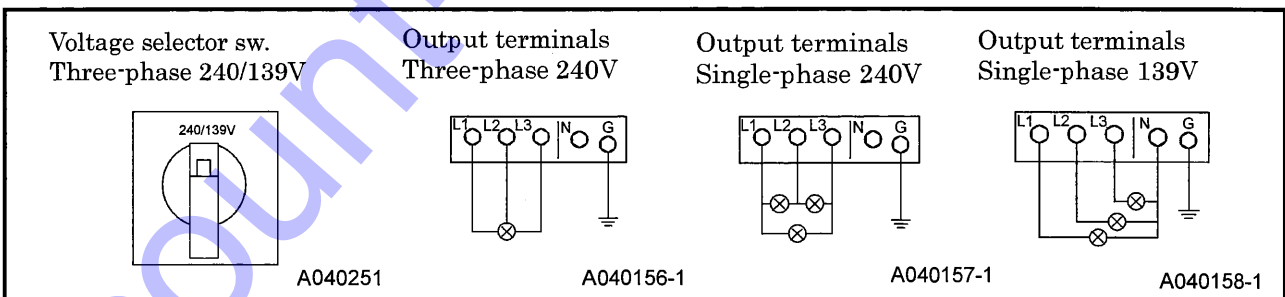 Voltage selector sw.
Three-phase 240/139V
Output terminals
Three-phase 240V
Output terminals
Single-phase 240V
Output terminals
Single-phase 139V
240/139V
L1 L2 L3 N G
L1 L2 L3 N G
L1 L2 L3 N G
A040251
A040156-1
A040157-1
A040158-1